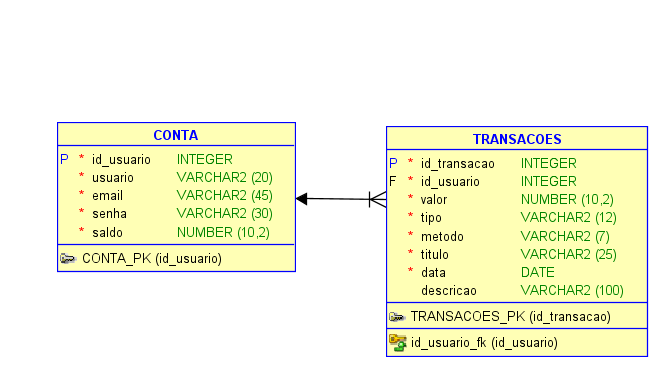 CONTA
P * id_usuario INTEGER
* usuario VARCHAR2 (20)
* email VARCHAR2 (45)
* senha VARCHAR2 (30)
* saldo NUMBER (10,2)
CONTA_PK (id_usuario)
TRANSACOES
P * id_transacao INTEGER
F * id_usuario INTEGER
* valor NUMBER (10,2)
* tipo VARCHAR2 (12)
* metodo VARCHAR2 (7)
* titulo VARCHAR2 (25)
* data DATE
descricao VARCHAR2 (100)
TRANSACOES_PK (id_transacao)
id_usuario_fk (id_usuario)